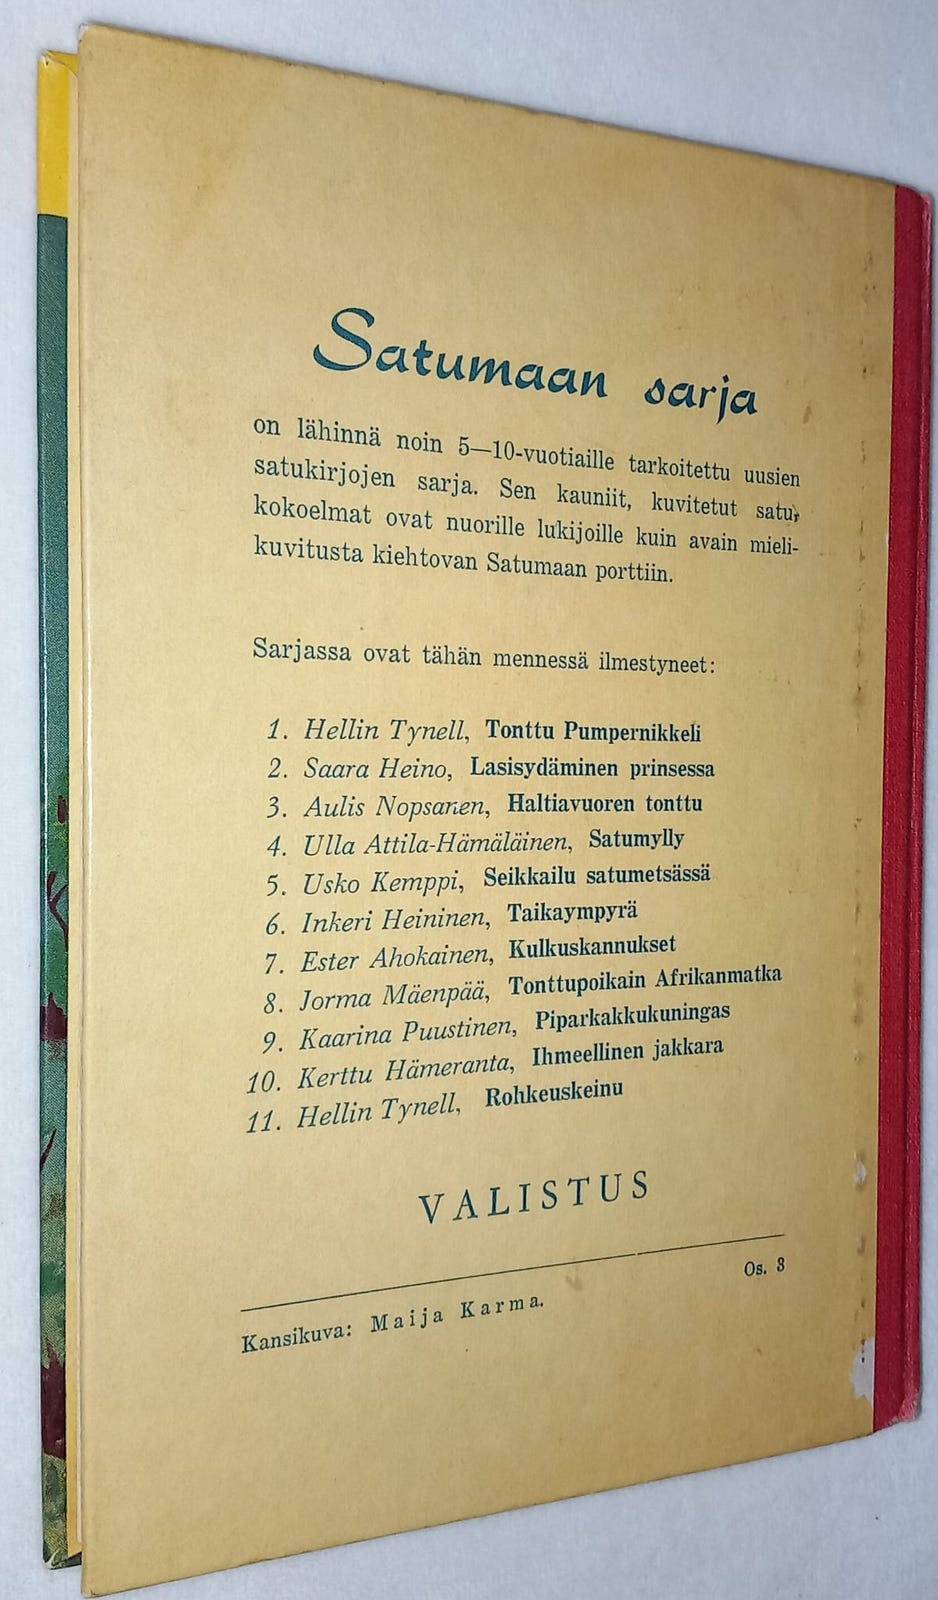 Satumaan sarja
on lähinnä noin 5—10-vuotiaille tarkoitettu uusien
satukirjojen sarja. Sen kauniit, kuvitetut satu-
kokoelmat ovat nuorille lukijoille kuin avain mieli-
kuvitusta kiehtovan Satumaan porttiin.
Sarjassa ovat tähän mennessä ilmestyneet:
1. Hellin Tynell, Tonttu Pumpernikkeli
2. Saara Heino, Lasisydäminen prinsessa
3. Aulis Nopsanen, Haltiavuoren tonttu
4. Ulla Attila-Hämäläinen, Satumylly
5. Usko Kemppi, Seikkailu satumetsässä
6. Inkeri Heininen, Taikaympyrä
7. Ester Ahokainen, Kulkuskannukset
8. Jorma Mäenpää, Tonttupoikain Afrikanmatka
9. Kaarina Puustinen, Piparkakkukuningas
10. Kerttu Hämeranta, Ihmeellinen jakkara
11. Hellin Tynell, Rohkeuskeinu
VALISTUS
Os. 3
Kansikuva: Maija Karma.